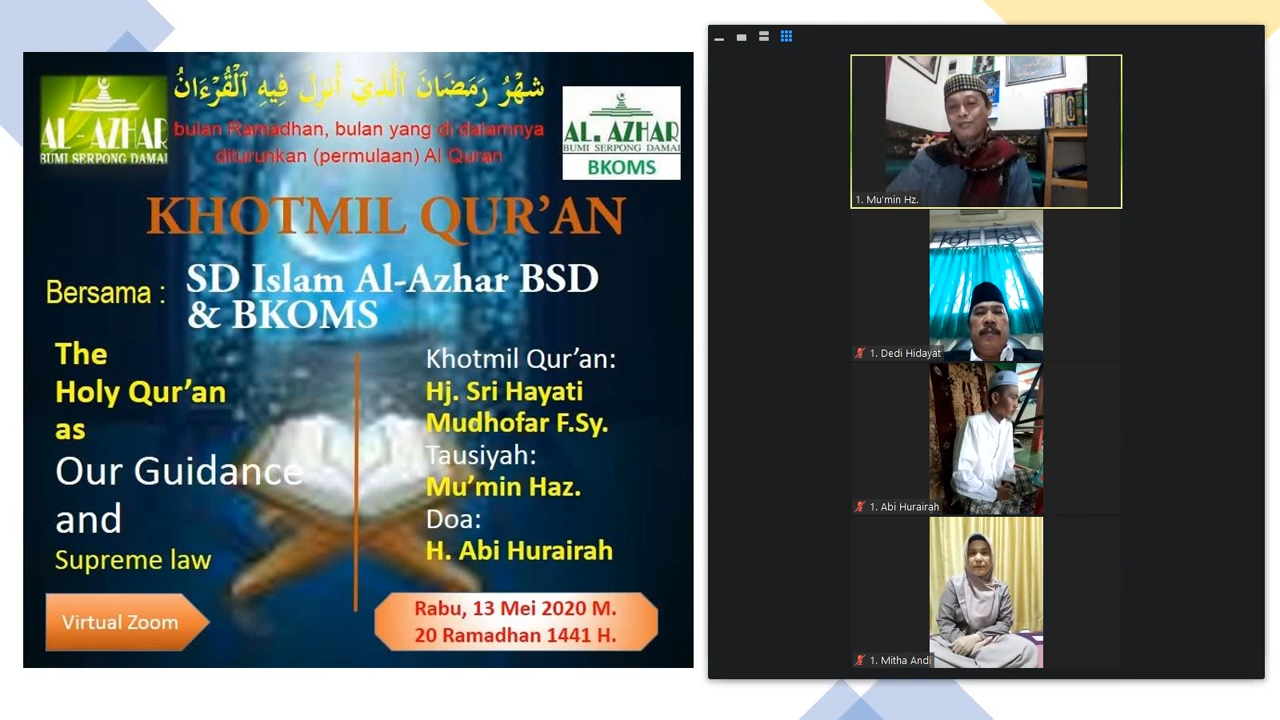 شَهْرُ رَمَضَانَ ٱلَّذِيٓ أُنزِلَ فِيهِ ٱلْقُرْءَانُ
AL-AZHAR
BUMI SERPONG DAMAI
bulan Ramadhan, bulan yang di dalamnya
diturunkan (permulaan) Al Quran
AL. AZHAR
BUMI SERPONG DAMAI
BKOMS
KHOTMIL QUR’AN
Bersama :
SD Islam Al-Azhar BSD
& BKOMS
The
Holy Qur’an
as
Our Guidance
and
Supreme law
Khotmil Qur’an:
Hj. Sri Hayati
Mudhofar F.Sy.
Tausiyah:
Mu’min Haz.
Doa:
H. Abi Hurairah
Virtual Zoom
Rabu, 13 Mei 2020 M.
20 Ramadhan 1441 H.
1. Mu'min Hz.
1. Dedi Hidayat
1. Abi Hurairah
1. Mitha Andi